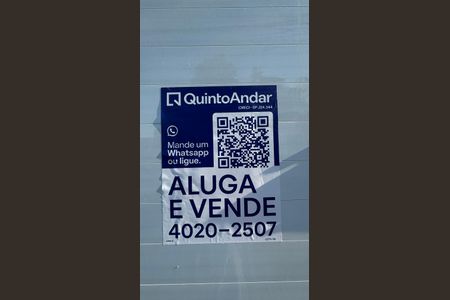 QuintoAndar
Mande um
Whatsapp
ou ligue.
ALUGA
E VENDE
4020-2507